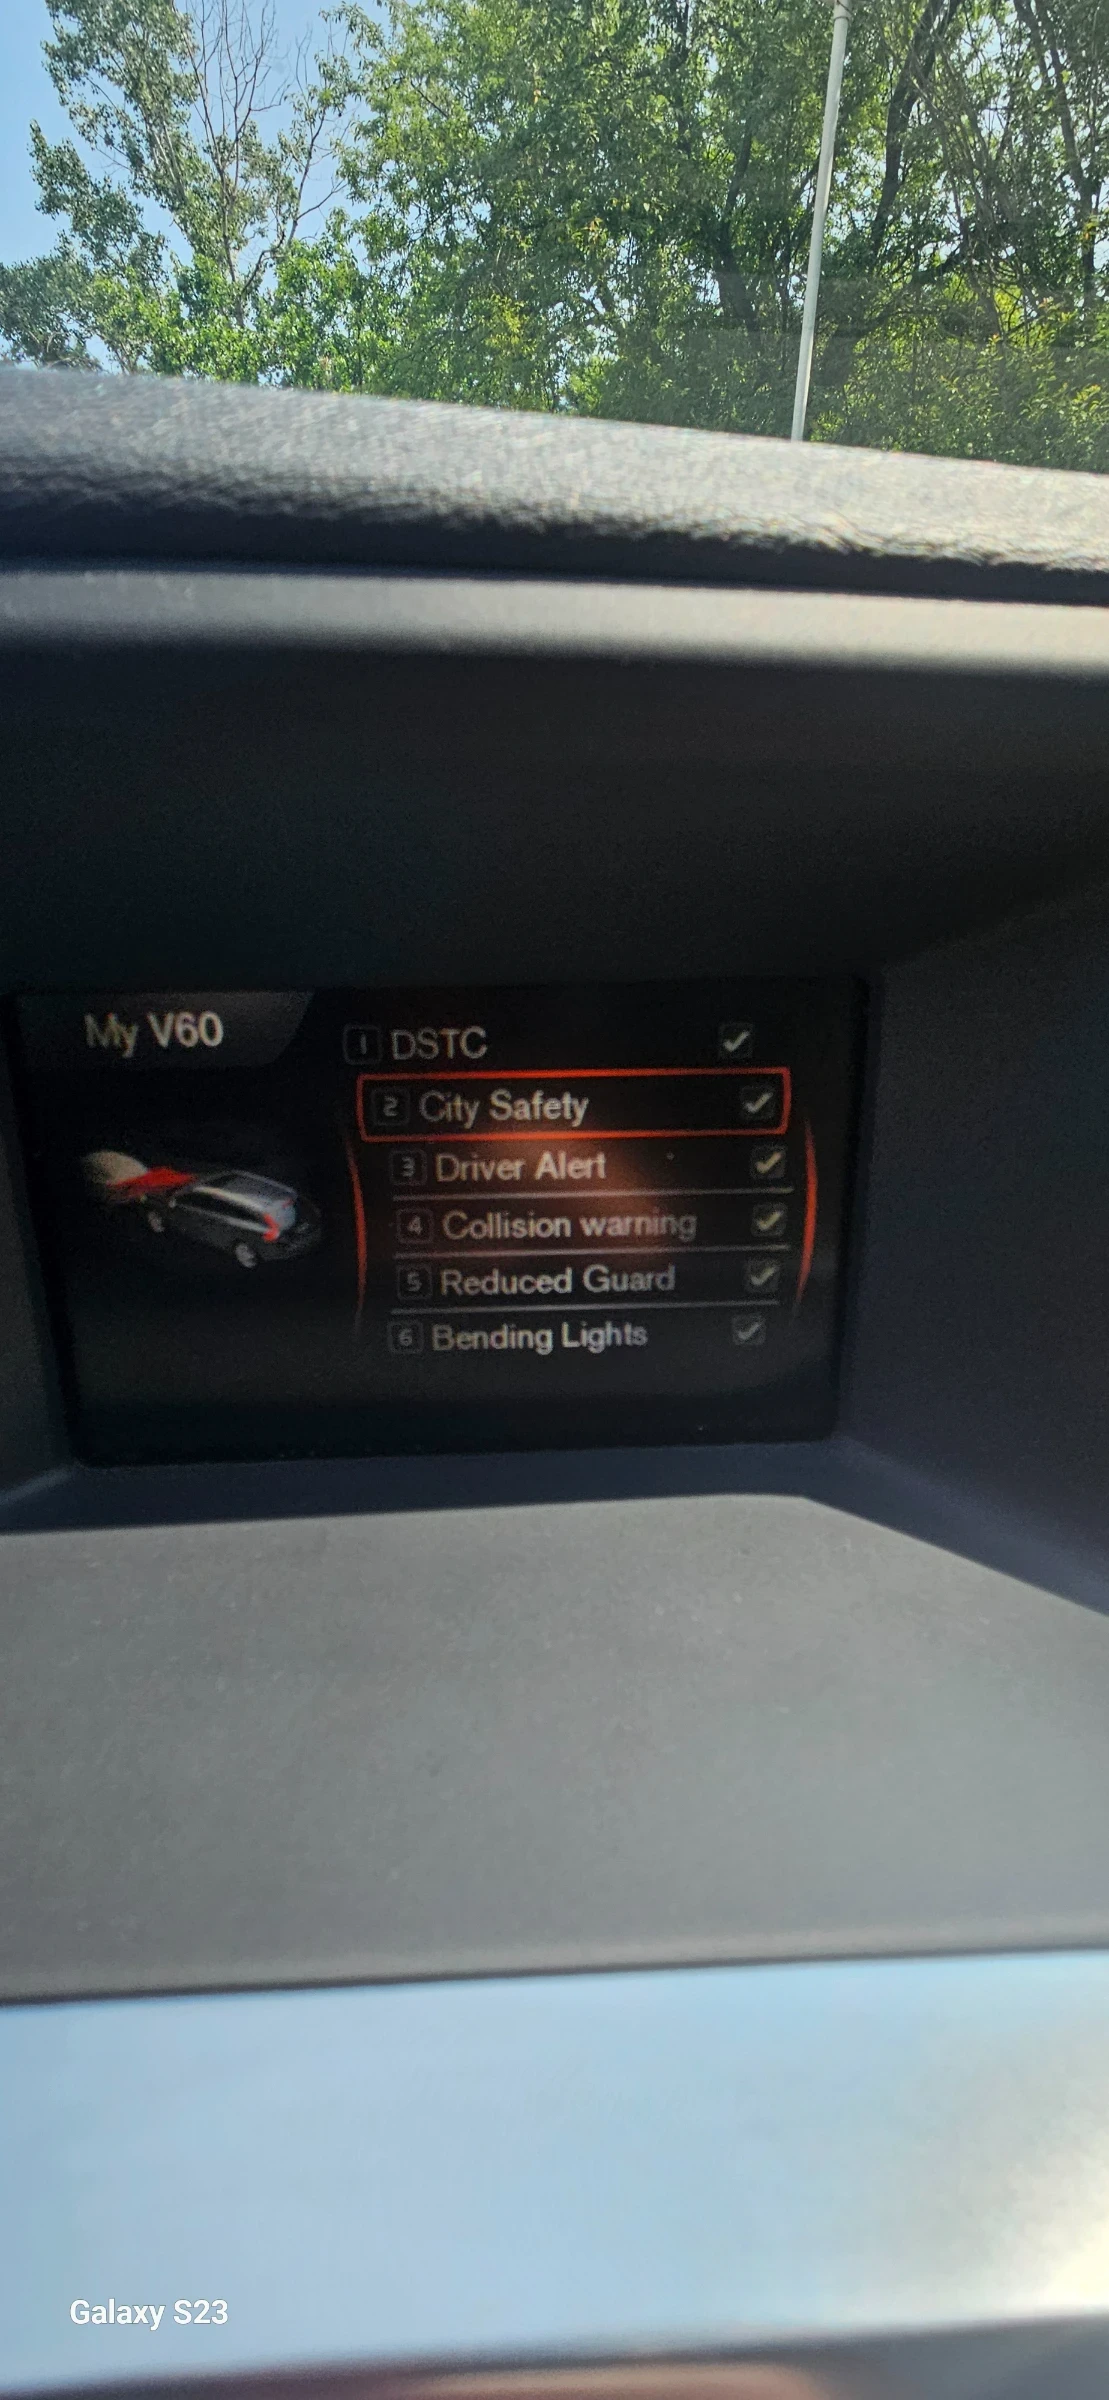 My V60
1 DSTC
2 City Safety
3 Driver Alert
4 Collision warning
5 Reduced Guard
6 Bending Lights
Galaxy S23